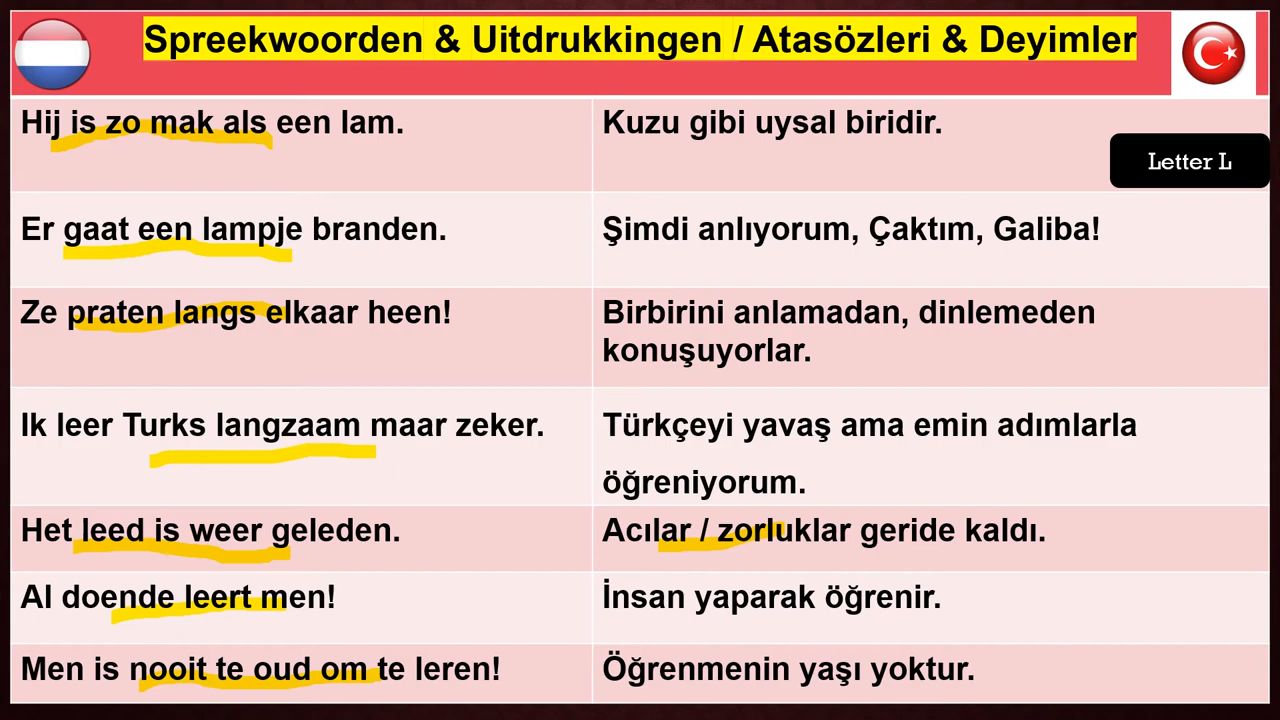 Spreekwoorden & Uitdrukkingen / Atasözleri & Deyimler
Hij is zo mak als een lam.
Kuzu gibi uysal biridir.
Letter L
Er gaat een lampje branden.
Şimdi anlıyorum, Çaktım, Galiba!
Ze praten langs elkaar heen!
Birbirini anlamadan, dinlemeden
konuşuyorlar.
Ik leer Turks langzaam maar zeker.
Türkçeyi yavaş ama emin adımlarla
öğreniyorum.
Het leed is weer geleden.
Acılar / zorluklar geride kaldı.
Al doende leert men!
İnsan yaparak öğrenir.
Men is nooit te oud om te leren!
Öğrenmenin yaşı yoktur.